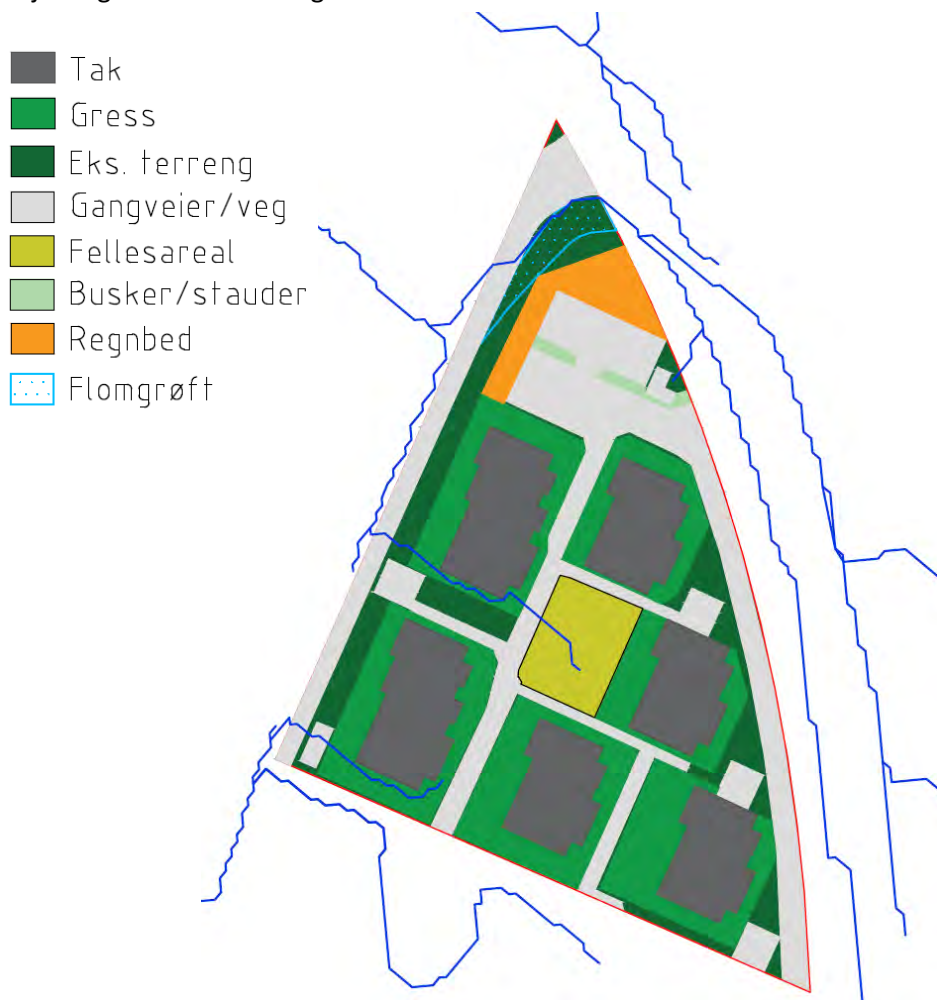 Tak
Gress
Eks. terreng
Gangveier/veg
Fellesareal
Busker/stauder
Regnbed
Flomgrøft